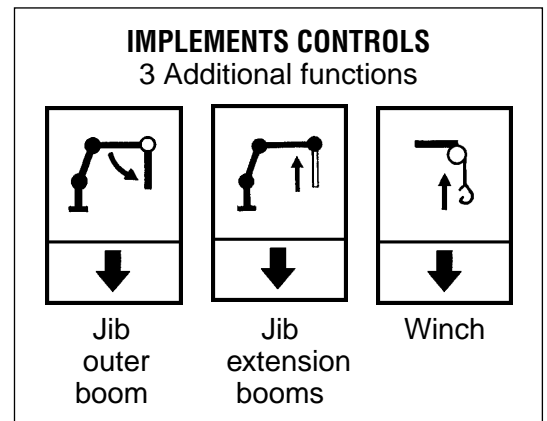 IMPLEMENTS CONTROLS
3 Additional functions
Jib
outer
boom
Jib
extension
booms
Winch